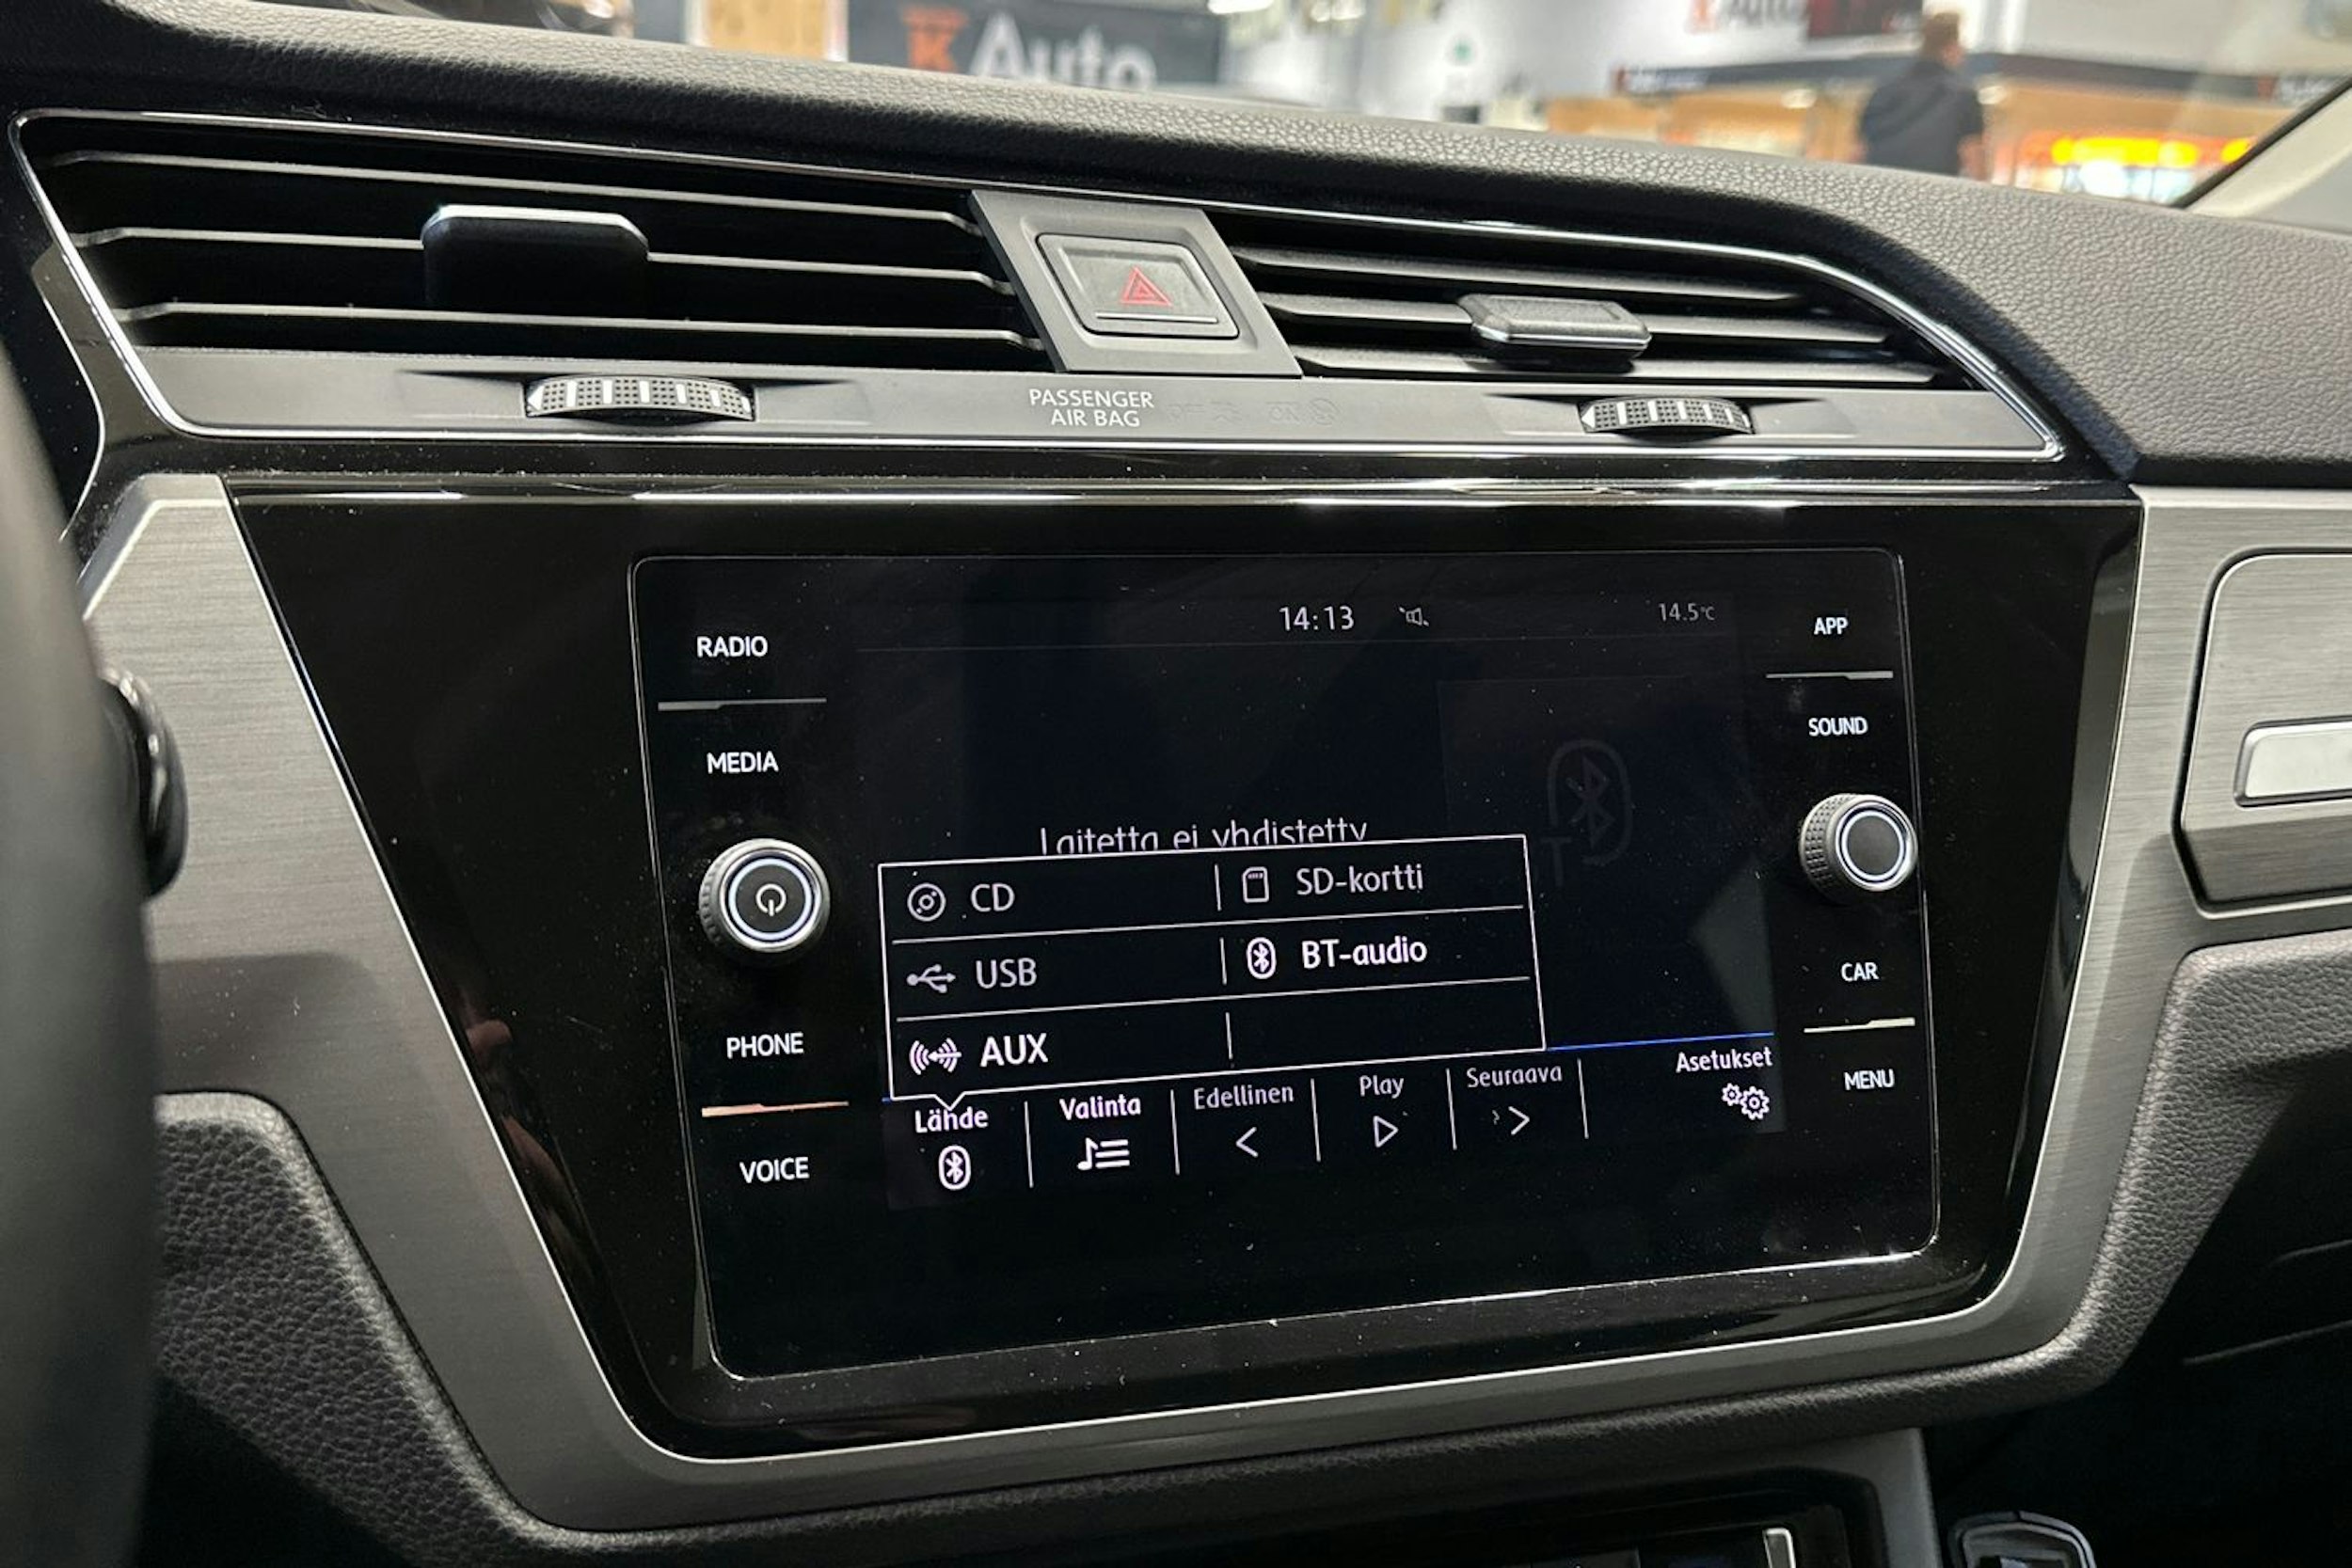 K Auto
Auto
PASSENGER
AIR BAG
RADIO
14:13
14.5°C
APP
MEDIA
SOUND
Laitetta ei yhdistetty
CD
SD-kortti
USB
BT-audio
AUX
PHONE
CAR
Lähde
Valinta
Edellinen
Play
Seuraava
Asetukset
MENU
VOICE